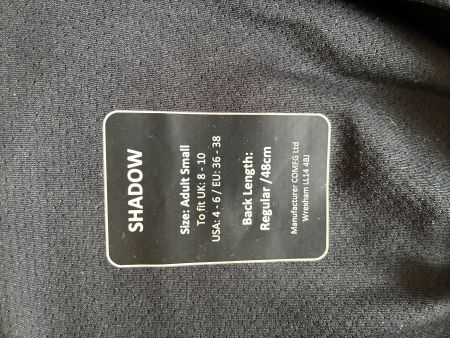 SHADOW
Size: Adult Small
To fit UK: 8 - 10
USA: 4 - 6 / EU: 36 - 38
Back Length:
Regular /48cm
Manufacturer COMFG Ltd
Wrexham LL14 4BJ